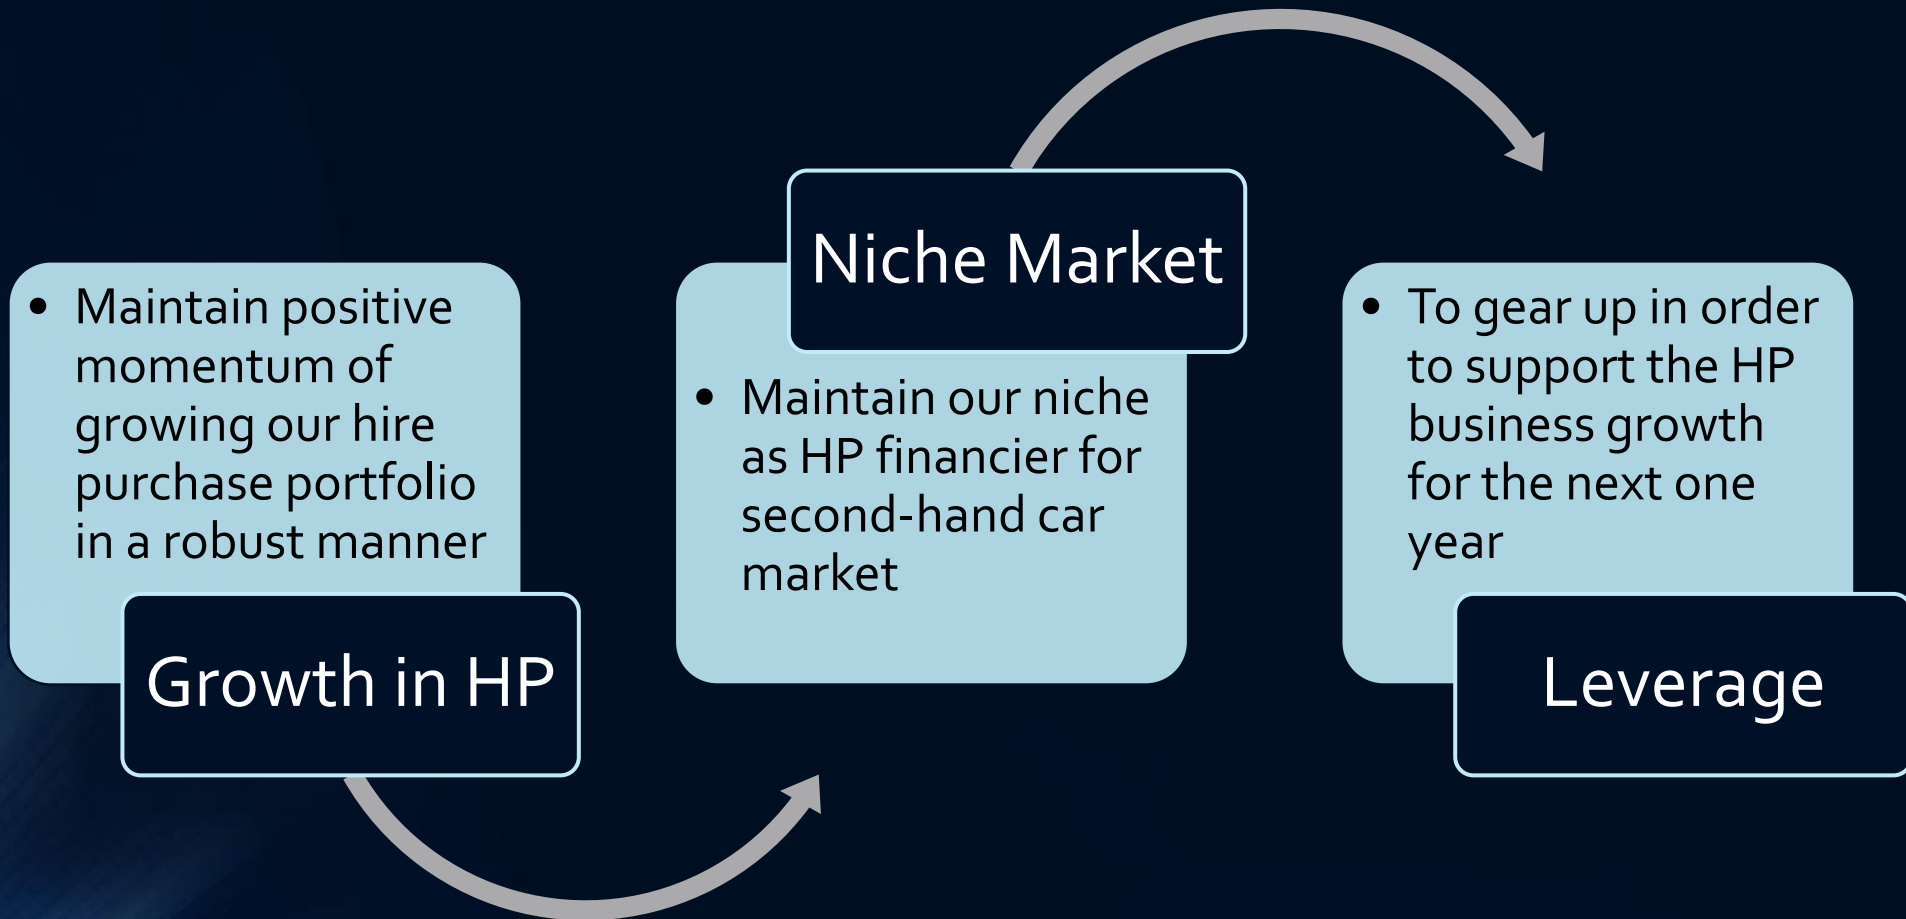 • Maintain positive
momentum of
growing our hire
purchase portfolio
in a robust manner
Growth in HP
Niche Market
• Maintain our niche
as HP financier for
second-hand car
market
• To gear up in order
to support the HP
business growth
for the next one
year
Leverage